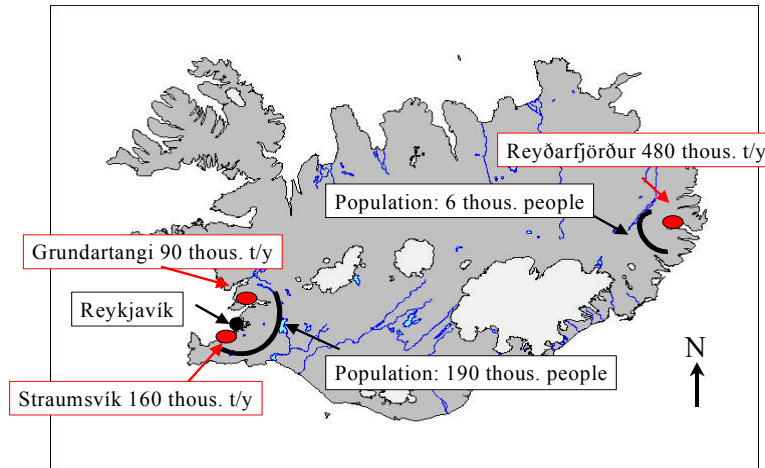 Reyðarfjörður 480 thous. t/y
Population: 6 thous. people
Grundartangi 90 thous. t/y
Reykjavík
Population: 190 thous. people
Straumsvík 160 thous. t/y
N